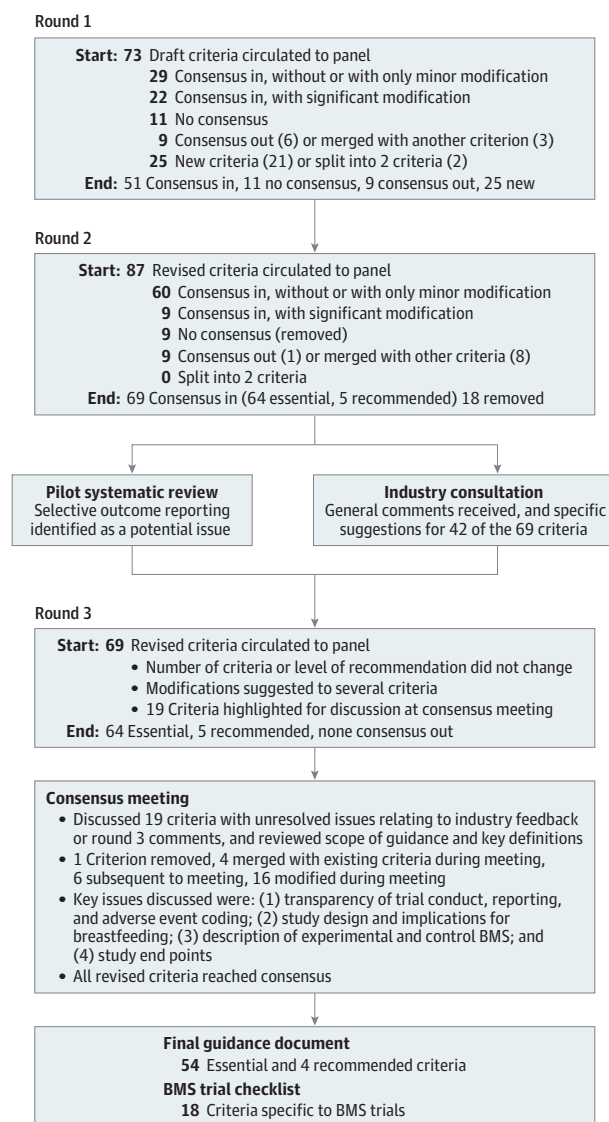 Round 1
Start: 73 Draft criteria circulated to panel
29 Consensus in, without or with only minor modification
22 Consensus in, with significant modification
11 No consensus
9 Consensus out (6) or merged with another criterion (3)
25 New criteria (21) or split into 2 criteria (2)
End: 51 Consensus in, 11 no consensus, 9 consensus out, 25 new
Round 2
Start: 87 Revised criteria circulated to panel
60 Consensus in, without or with only minor modification
9 Consensus in, with significant modification
9 No consensus (removed)
9 Consensus out (1) or merged with other criteria (8)
0 Split into 2 criteria
End: 69 Consensus in (64 essential, 5 recommended) 18 removed
Pilot systematic review
Selective outcome reporting
identified as a potential issue
Industry consultation
General comments received, and specific
suggestions for 42 of the 69 criteria
Round 3
Start: 69 Revised criteria circulated to panel
• Number of criteria or level of recommendation did not change
• Modifications suggested to several criteria
• 19 Criteria highlighted for discussion at consensus meeting
End: 64 Essential, 5 recommended, none consensus out
Consensus meeting
• Discussed 19 criteria with unresolved issues relating to industry feedback
or round 3 comments, and reviewed scope of guidance and key definitions
• 1 Criterion removed, 4 merged with existing criteria during meeting,
6 subsequent to meeting, 16 modified during meeting
• Key issues discussed were: (1) transparency of trial conduct, reporting,
and adverse event coding; (2) study design and implications for
breastfeeding; (3) description of experimental and control BMS; and
(4) study end points
• All revised criteria reached consensus
Final guidance document
54 Essential and 4 recommended criteria
BMS trial checklist
18 Criteria specific to BMS trials